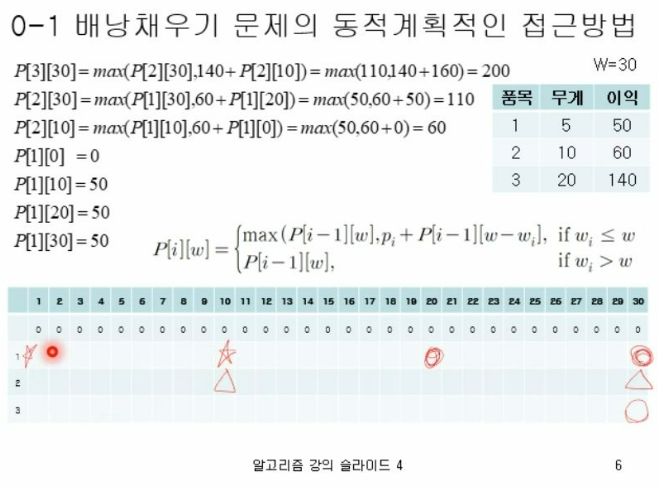 0-1 배낭채우기 문제의 동적계획적인 접근방법
P[3][30]=max(P[2][30],140+P[2][10])=max(110,140+160)=200
P[2][30]=max(P[1][30],60+P[1][20])=max(50,60+50)=110
P[2][10]=max(P[1][10],60+P[1][0])=max(50,60+0)=60
P[1][0] =0
P[1][10]=50
P[1][20]=50
P[1][30]=50
W=30
품목 무게 이익
1 5 50
2 10 60
3 20 140
P[i][w]={max(P[i-1][w],p_i+P[i-1][w-w_i], if w_i ≤ w
P[i-1][w], if w_i > w
1 2 3 4 5 6 7 8 9 10 11 12 13 14 15 16 17 18 19 20 21 22 23 24 25 26 27 28 29 30
0 0 0 0 0 0 0 0 0 0 0 0 0 0 0 0 0 0 0 0 0 0 0 0 0 0 0 0 0 0
1
2
3
알고리즘 강의 슬라이드 4
6